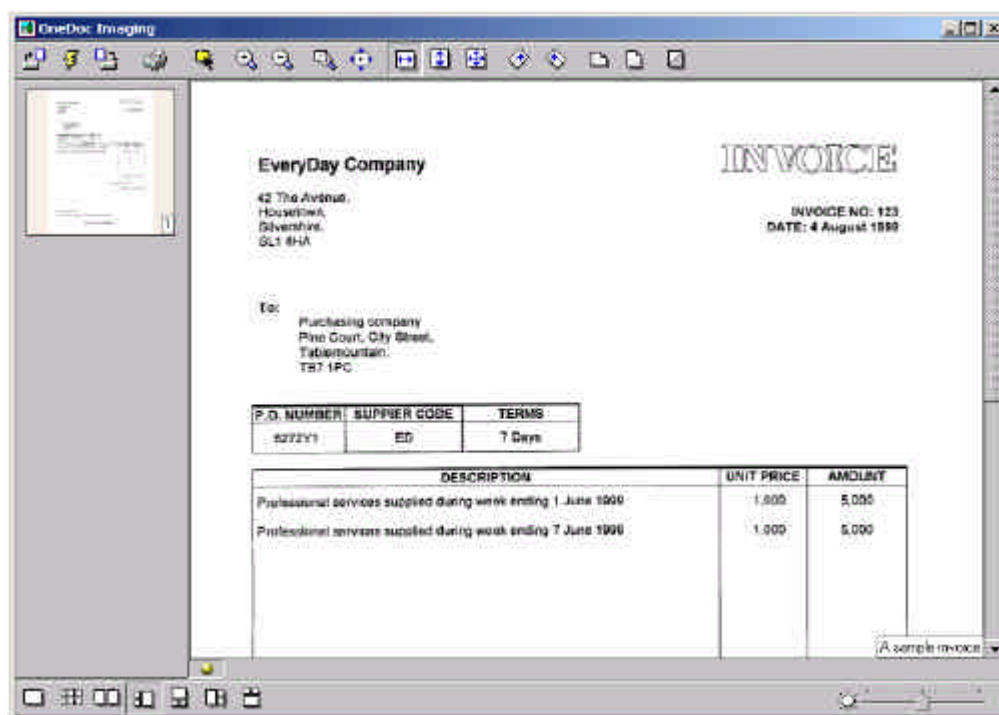 OneDoc Imaging
1
EveryDay Company
INVOICE
42 The Avenue,
Housetown,
Silvershire,
SL1 6HA
INVOICE NO: 123
DATE: 4 August 1999
To:
Purchasing company
Pine Court, City Street,
Tablemountain,
TB7 1PC
P.O. NUMBER SUPPIER CODE TERMS
5272Y1 ED 7 Days
DESCRIPTION UNIT PRICE AMOUNT
Professional services supplied during week ending 1 June 1999 1,000 5,000
Professional services supplied during week ending 7 June 1999 1,000 5,000
A sample invoice